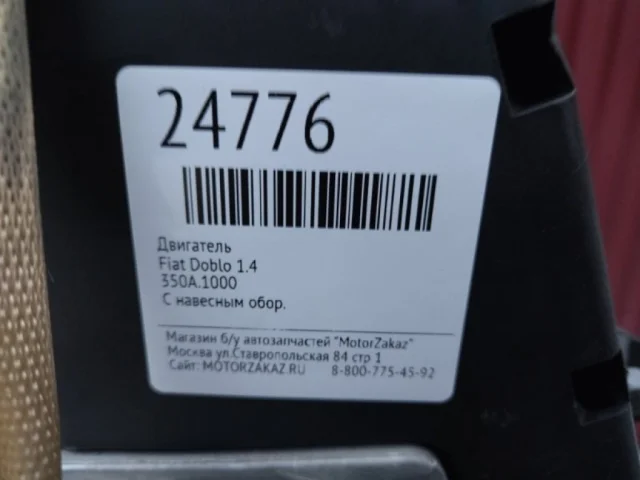 24776
Двигатель
Fiat Doblo 1.4
350A.1000
С навесным обор.
Магазин б/у автозапчастей "MotorZakaz"
Москва ул.Ставропольская 84 стр 1
Сайт: MOTORZAKAZ.RU 8-800-775-45-92